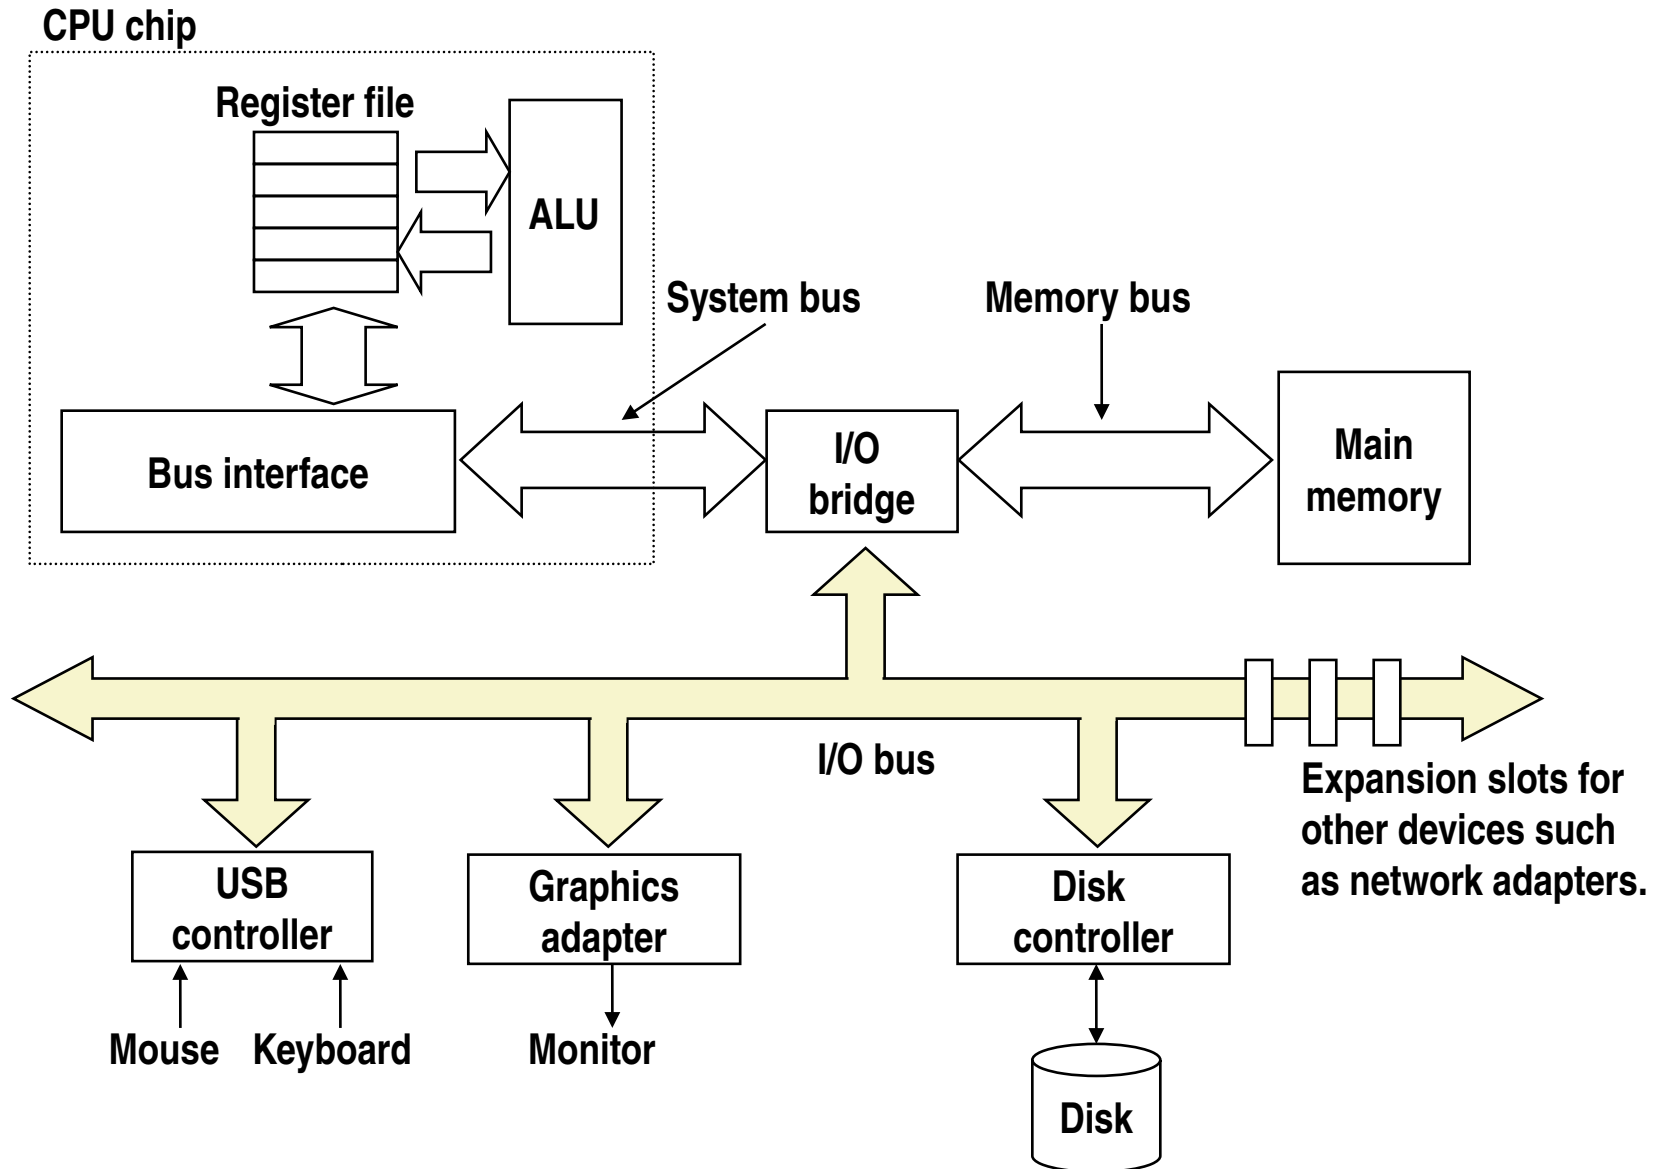 CPU chip
Register file
ALU
System bus
Memory bus
Bus interface
I/O
bridge
Main
memory
I/O bus
Expansion slots for
other devices such
as network adapters.
USB
controller
Graphics
adapter
Disk
controller
Mouse
Keyboard
Monitor
Disk